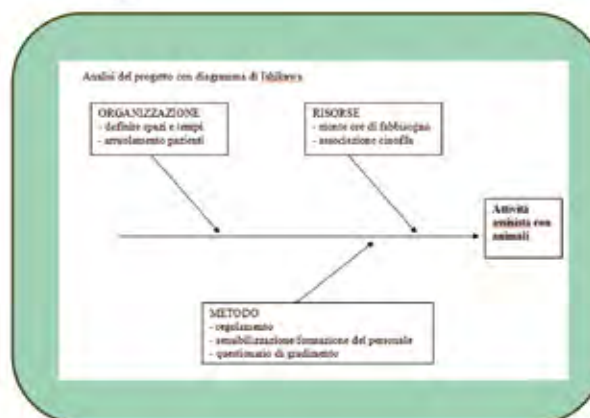 Analisi del progetto con diagramma di Ishikawa
ORGANIZZAZIONE
- definire spazi e tempi
- arruolamento pazienti
RISORSE
- monte ore di fabbisogno
- associazione cinofila
Attività
assistita con
animali
METODO
- regolamento
- sensibilizzazione formazione del personale
- questionario di gradimento